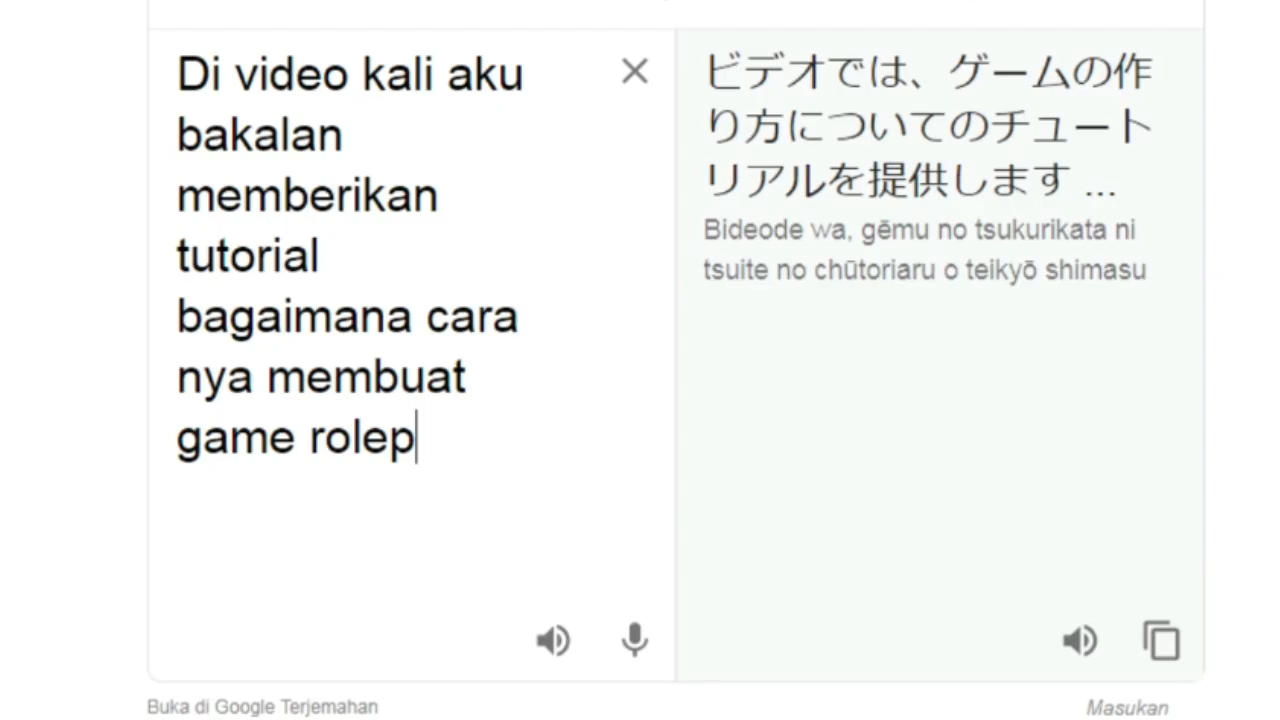 Di video kali aku
bakalan
memberikan
tutorial
bagaimana cara
nya membuat
game rolep
ビデオでは、ゲームの作
り方についてのチュート
リアルを提供します ...
Bideode wa, gēmu no tsukurikata ni
tsuite no chūtoriaru o teikyō shimasu
Buka di Google Terjemahan
Masukan